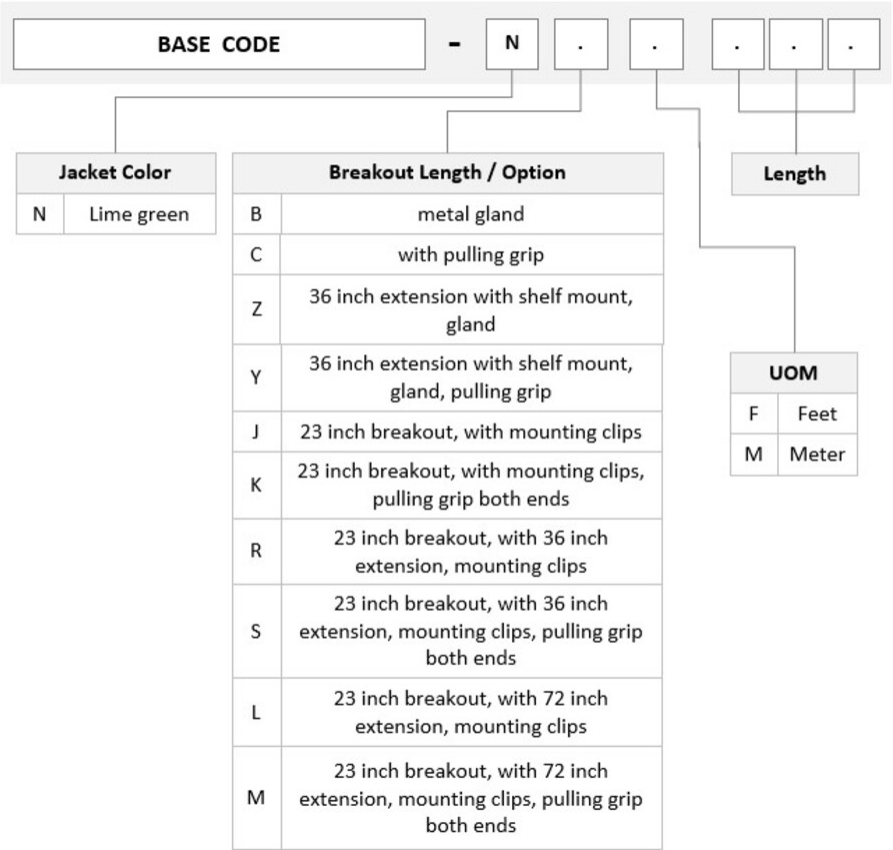 BASE CODE - N . . . . .
Jacket Color
N Lime green
Breakout Length / Option
B metal gland
C with pulling grip
Z 36 inch extension with shelf mount,
gland
Y 36 inch extension with shelf mount,
gland, pulling grip
J 23 inch breakout, with mounting clips
K 23 inch breakout, with mounting clips,
pulling grip both ends
R 23 inch breakout, with 36 inch
extension, mounting clips
S 23 inch breakout, with 36 inch
extension, mounting clips, pulling grip
both ends
L 23 inch breakout, with 72 inch
extension, mounting clips
M 23 inch breakout, with 72 inch
extension, mounting clips, pulling grip
both ends
Length
UOM
F Feet
M Meter